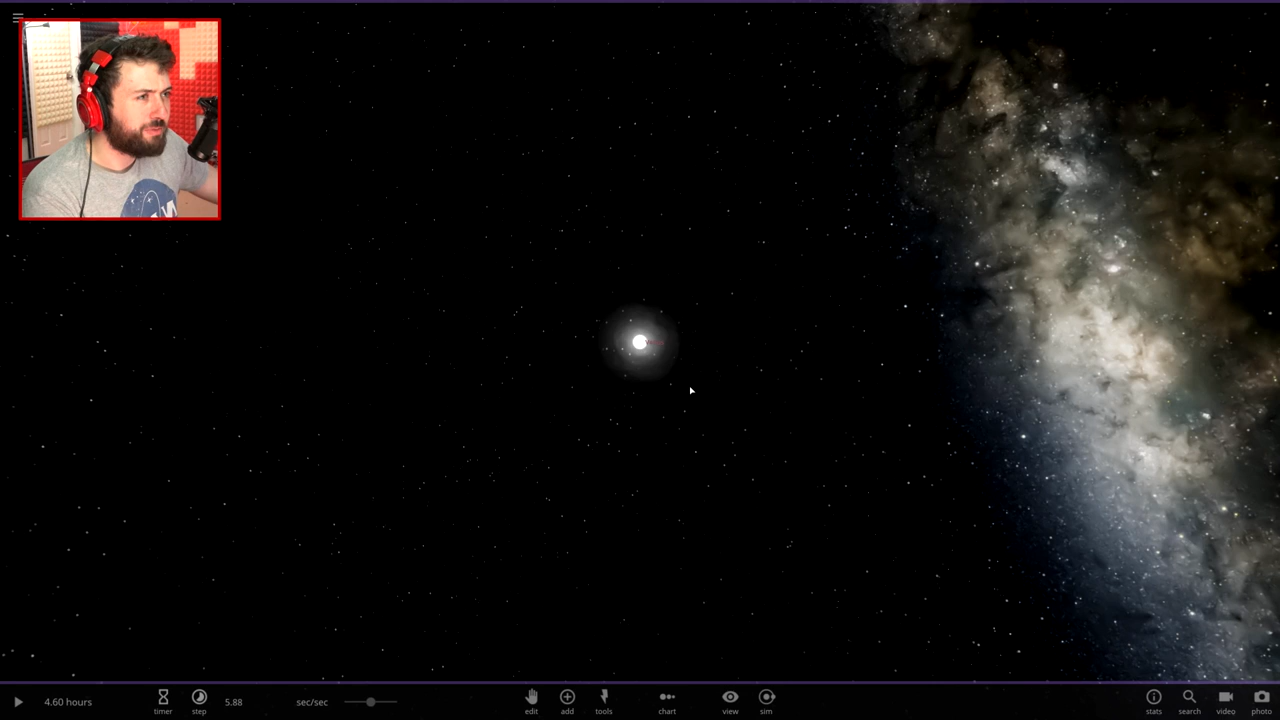 4.60 hours
timer
step
5.88
sec/sec
edit
add
tools
chart
view
sim
stats
search
video
photo